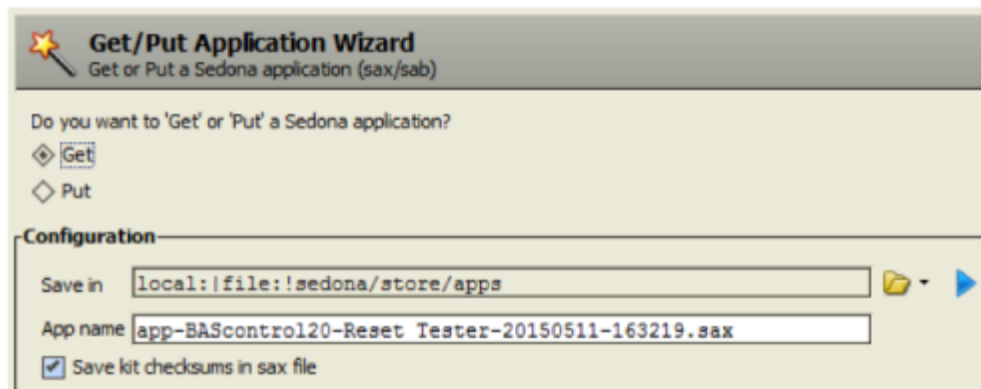 Get/Put Application Wizard
Get or Put a Sedona application (sax/sab)
Do you want to 'Get' or 'Put' a Sedona application?
Get
Put
Configuration
Save in local:|file:!sedona/store/apps
App name app-BAScontrol20-Reset Tester-20150511-163219.sax
Save kit checksums in sax file